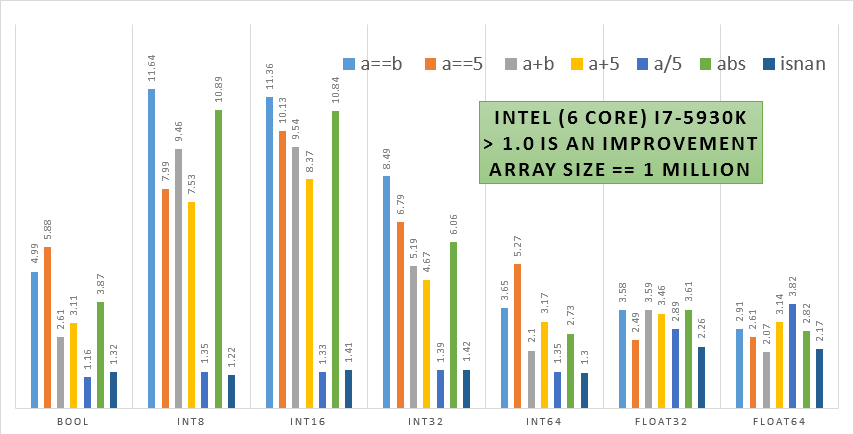 a==b a==5 a+b a+5 a/5 abs isnan
INTEL (6 CORE) I7-5930K
> 1.0 IS AN IMPROVEMENT
ARRAY SIZE == 1 MILLION
4.99 5.88 2.61 3.11 1.16 3.87 1.32
11.64 7.99 9.46 7.53 1.35 10.89 1.22
11.36 10.13 9.54 8.37 1.33 10.84 1.41
8.49 6.79 5.19 4.67 1.39 6.06 1.42
3.65 5.27 2.1 3.17 1.35 2.73 1.3
3.58 2.49 3.59 3.46 2.89 3.61 2.26
2.91 2.61 2.07 3.14 3.82 2.82 2.17
BOOL INT8 INT16 INT32 INT64 FLOAT32 FLOAT64